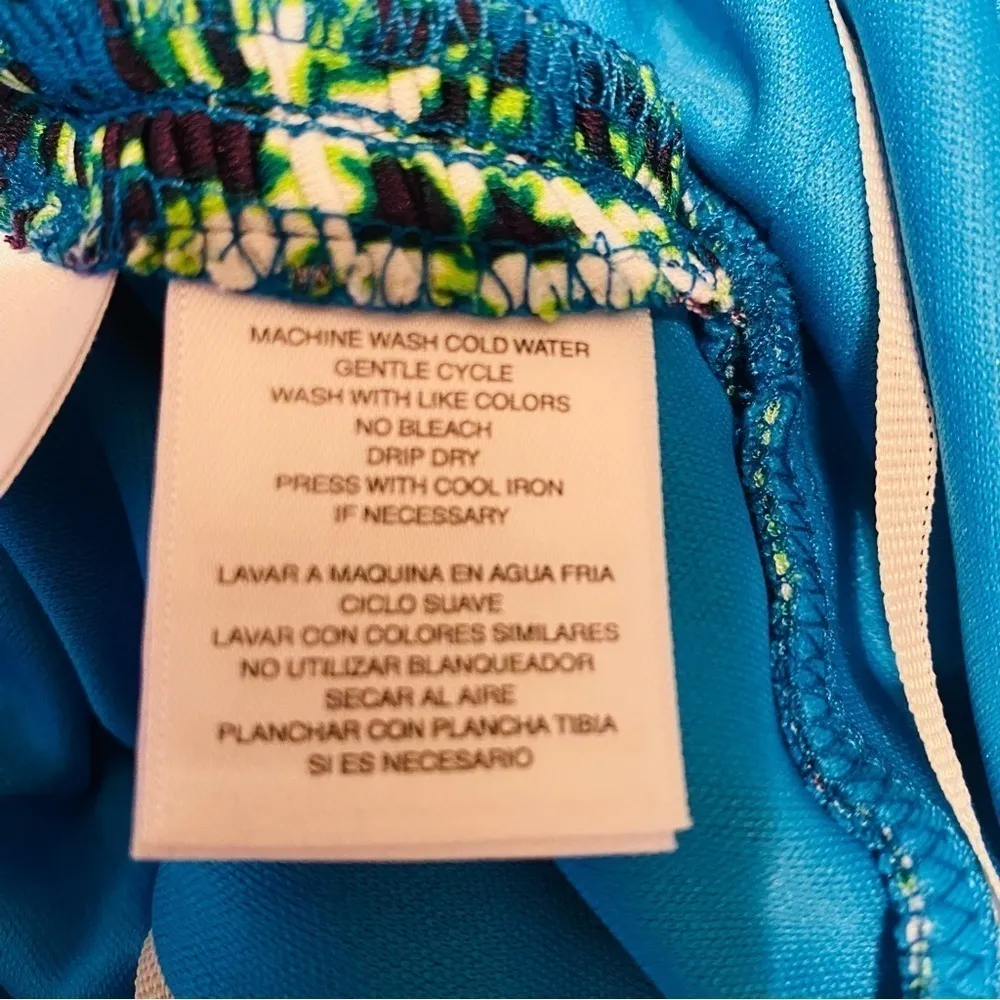 MACHINE WASH COLD WATER
GENTLE CYCLE
WASH WITH LIKE COLORS
NO BLEACH
DRIP DRY
PRESS WITH COOL IRON
IF NECESSARY
LAVAR A MAQUINA EN AGUA FRIA
CICLO SUAVE
LAVAR CON COLORES SIMILARES
NO UTILIZAR BLANQUEADOR
SECAR AL AIRE
PLANCHAR CON PLANCHA TIBIA
SI ES NECESARIO